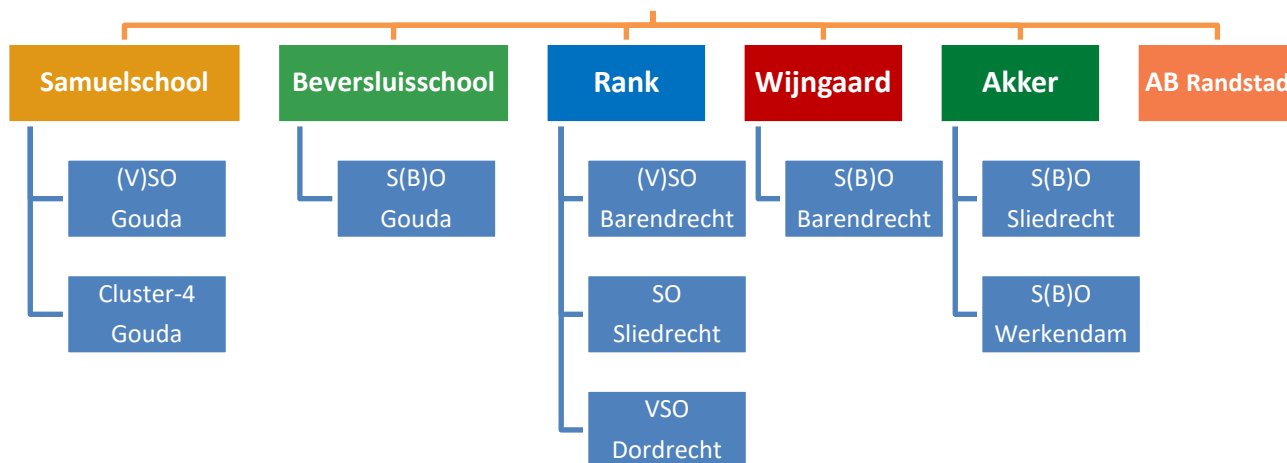 Samuelschool
Beversluisschool
Rank
Wijngaard
Akker
AB Randstad
(V)SO
Gouda
S(B)O
Gouda
(V)SO
Barendrecht
S(B)O
Barendrecht
S(B)O
Sliedrecht
Cluster-4
Gouda
SO
Sliedrecht
S(B)O
Werkendam
VSO
Dordrecht